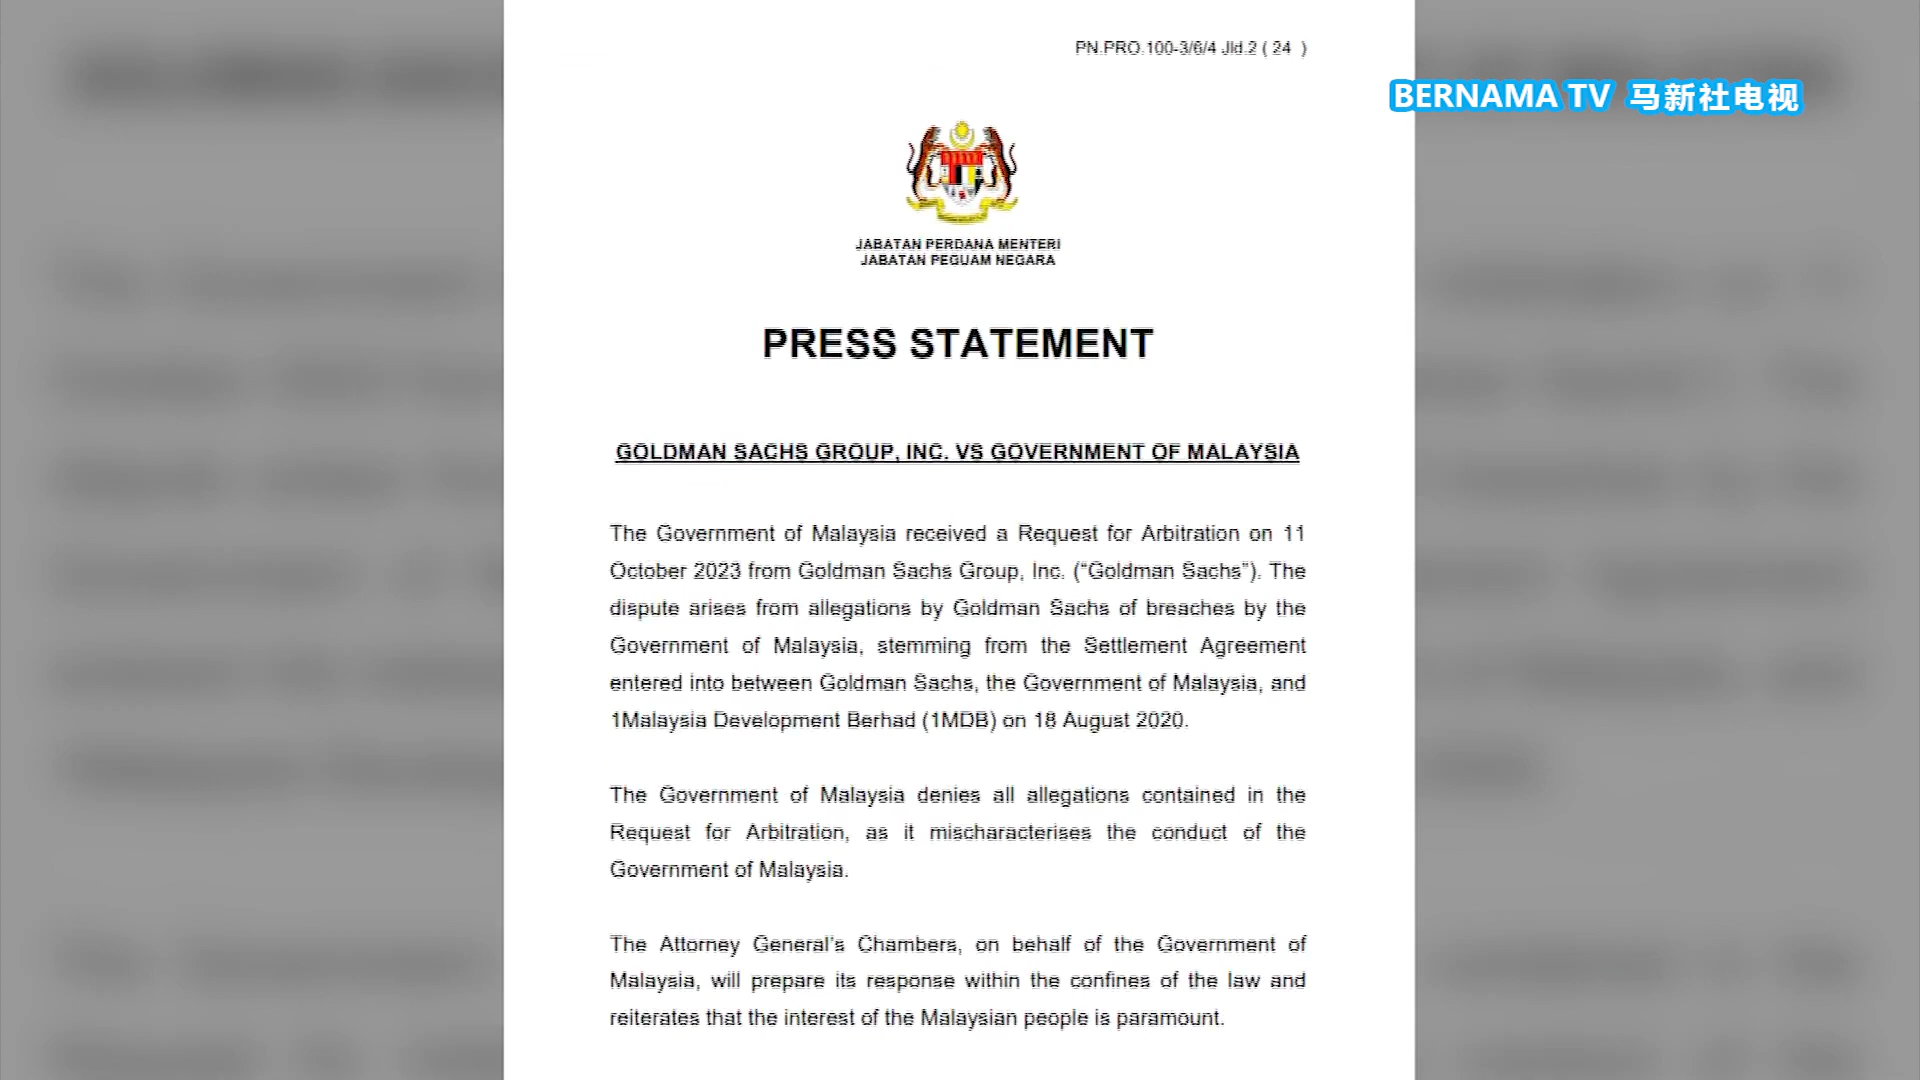 PN.PRO.100-3/6/4 Jld.2 ( 24 )
BERNAMA TV 马新社电视
JABATAN PERDANA MENTERI
JABATAN PEGUAM NEGARA
PRESS STATEMENT
GOLDMAN SACHS GROUP, INC. VS GOVERNMENT OF MALAYSIA
The Government of Malaysia received a Request for Arbitration on 11
October 2023 from Goldman Sachs Group, Inc. (“Goldman Sachs”). The
dispute arises from allegations by Goldman Sachs of breaches by the
Government of Malaysia, stemming from the Settlement Agreement
entered into between Goldman Sachs, the Government of Malaysia, and
1Malaysia Development Berhad (1MDB) on 18 August 2020.
The Government of Malaysia denies all allegations contained in the
Request for Arbitration, as it mischaracterises the conduct of the
Government of Malaysia.
The Attorney General’s Chambers, on behalf of the Government of
Malaysia, will prepare its response within the confines of the law and
reiterates that the interest of the Malaysian people is paramount.